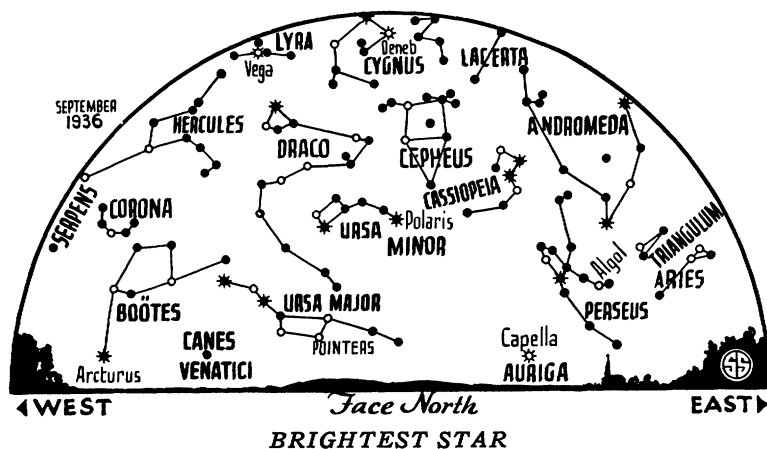 LYRA
Vega
Deneb
CYGNUS
LACERTA
SEPTEMBER
1936
HERCULES
DRACO
CEPHEUS
ANDROMEDA
CASSIOPEIA
SERPENS
CORONA
URSA
MINOR
Polaris
TRIANGULUM
Algol
ARIES
BOÖTES
URSA MAJOR
PERSEUS
CANES
VENATICI
POINTERS
Capella
AURIGA
Arcturus
SS
WEST
Face North
EAST
BRIGHTEST STAR